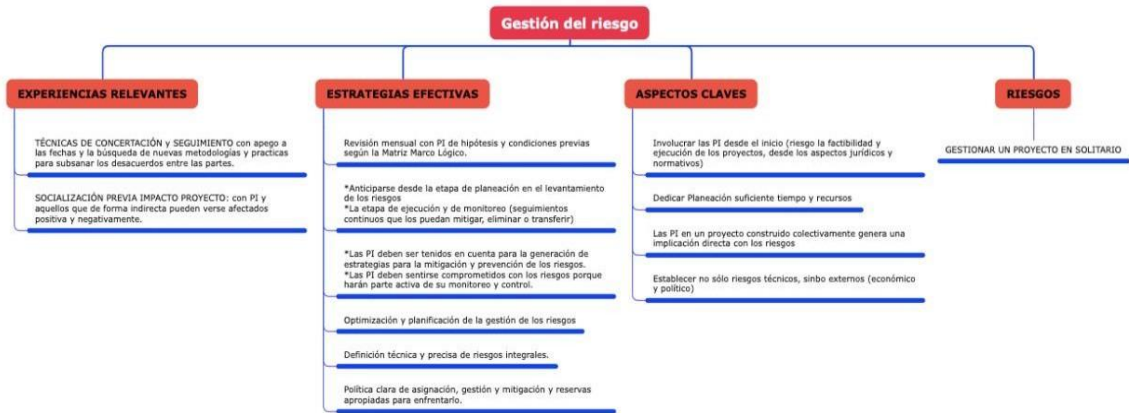 Gestión del riesgo
EXPERIENCIAS RELEVANTES
TÉCNICAS DE CONCERTACIÓN y SEGUIMIENTO con apego a
las fechas y la búsqueda de nuevas metodologías y practicas
para subsanar los desacuerdos entre las partes.
SOCIALIZACIÓN PREVIA IMPACTO PROYECTO: con PI y
aquellos que de forma indirecta pueden verse afectados
positiva y negativamente.
ESTRATEGIAS EFECTIVAS
Revisión mensual con PI de hipótesis y condiciones previas
según la Matriz Marco Lógico.
*Anticiparse desde la etapa de planeación en el levantamiento
de los riesgos
*La etapa de ejecución y de monitoreo (seguimientos
continuos que los puedan mitigar, eliminar o transferir)
*Las PI deben ser tenidos en cuenta para la generación de
estrategias para la mitigación y prevención de los riesgos.
*Las PI deben sentirse comprometidos con los riesgos porque
harán parte activa de su monitoreo y control.
Optimización y planificación de la gestión de los riesgos
Definición técnica y precisa de riesgos integrales.
Política clara de asignación, gestión y mitigación y reservas
apropiadas para enfrentarlo.
ASPECTOS CLAVES
Involucrar las PI desde el inicio (riesgo la factibilidad y
ejecución de los proyectos, desde los aspectos jurídicos y
normativos)
Dedicar Planeación suficiente tiempo y recursos
Las PI en un proyecto construido colectivamente genera una
implicación directa con los riesgos
Establecer no sólo riesgos técnicos, sinbo externos (económico
y político)
RIESGOS
GESTIONAR UN PROYECTO EN SOLITARIO